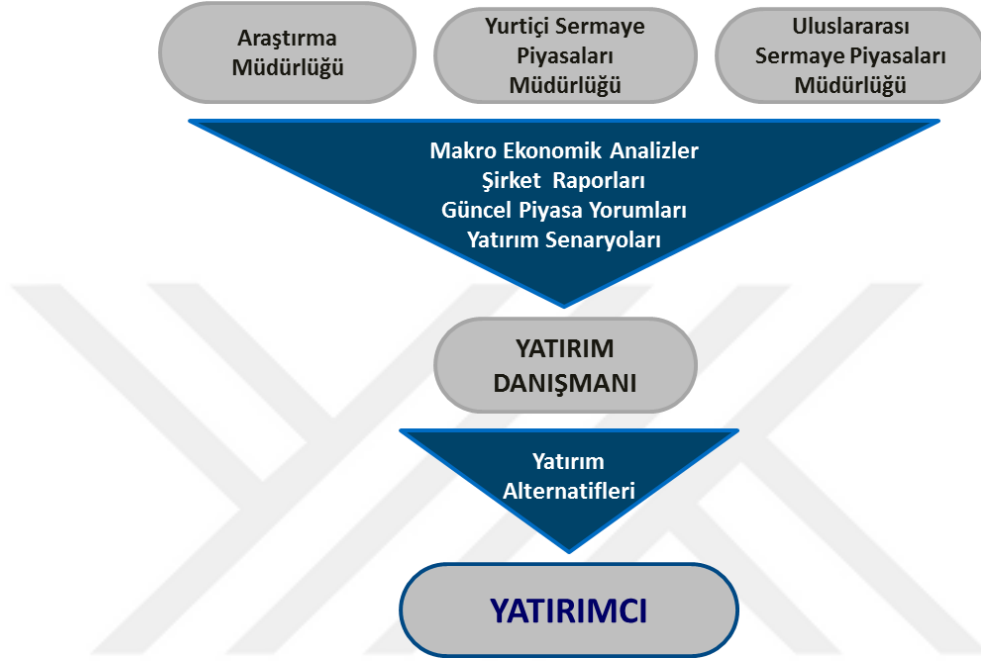 Araştırma
Müdürlüğü
Yurtiçi Sermaye
Piyasaları
Müdürlüğü
Uluslararası
Sermaye Piyasaları
Müdürlüğü
Makro Ekonomik Analizler
Şirket Raporları
Güncel Piyasa Yorumları
Yatırım Senaryoları
YATIRIM
DANIŞMANI
Yatırım
Alternatifleri
YATIRIMCI